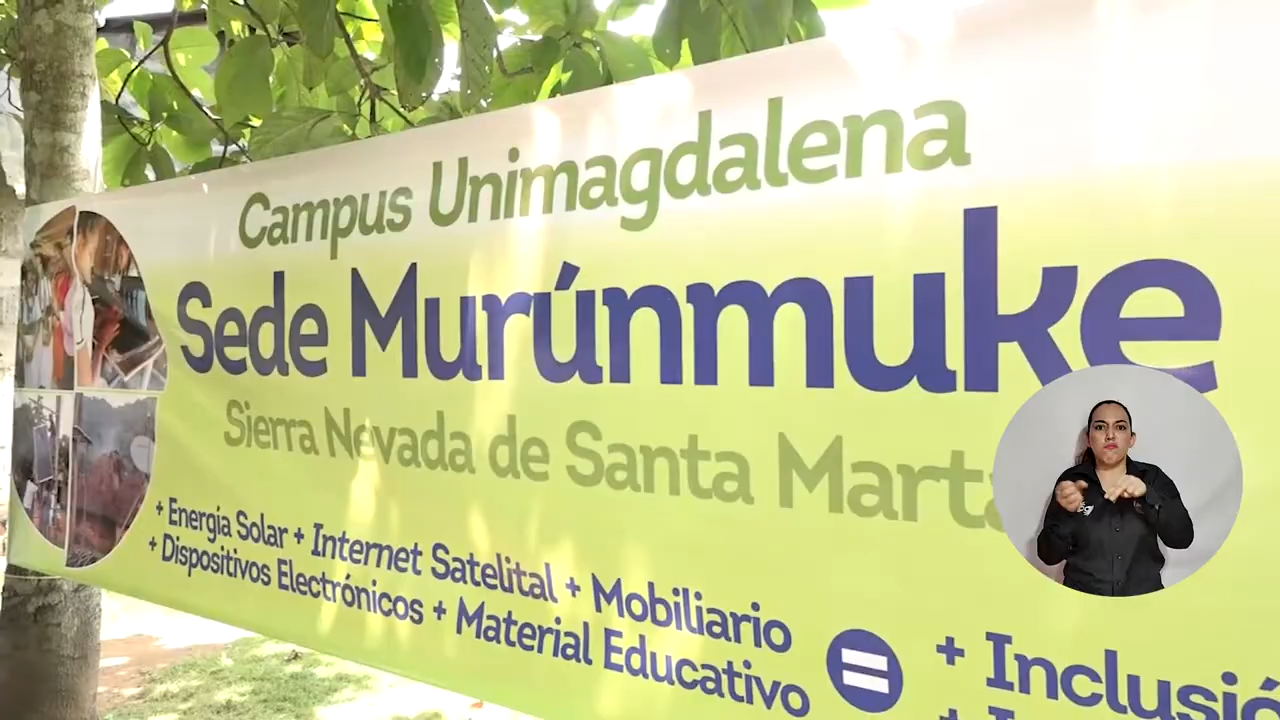 Campus Unimagdalena
Sede Murúnmuke
Sierra Nevada de Santa Marta
+ Energía Solar + Internet Satelital + Mobiliario
+ Dispositivos Electrónicos + Material Educativo
=
+ Inclusió